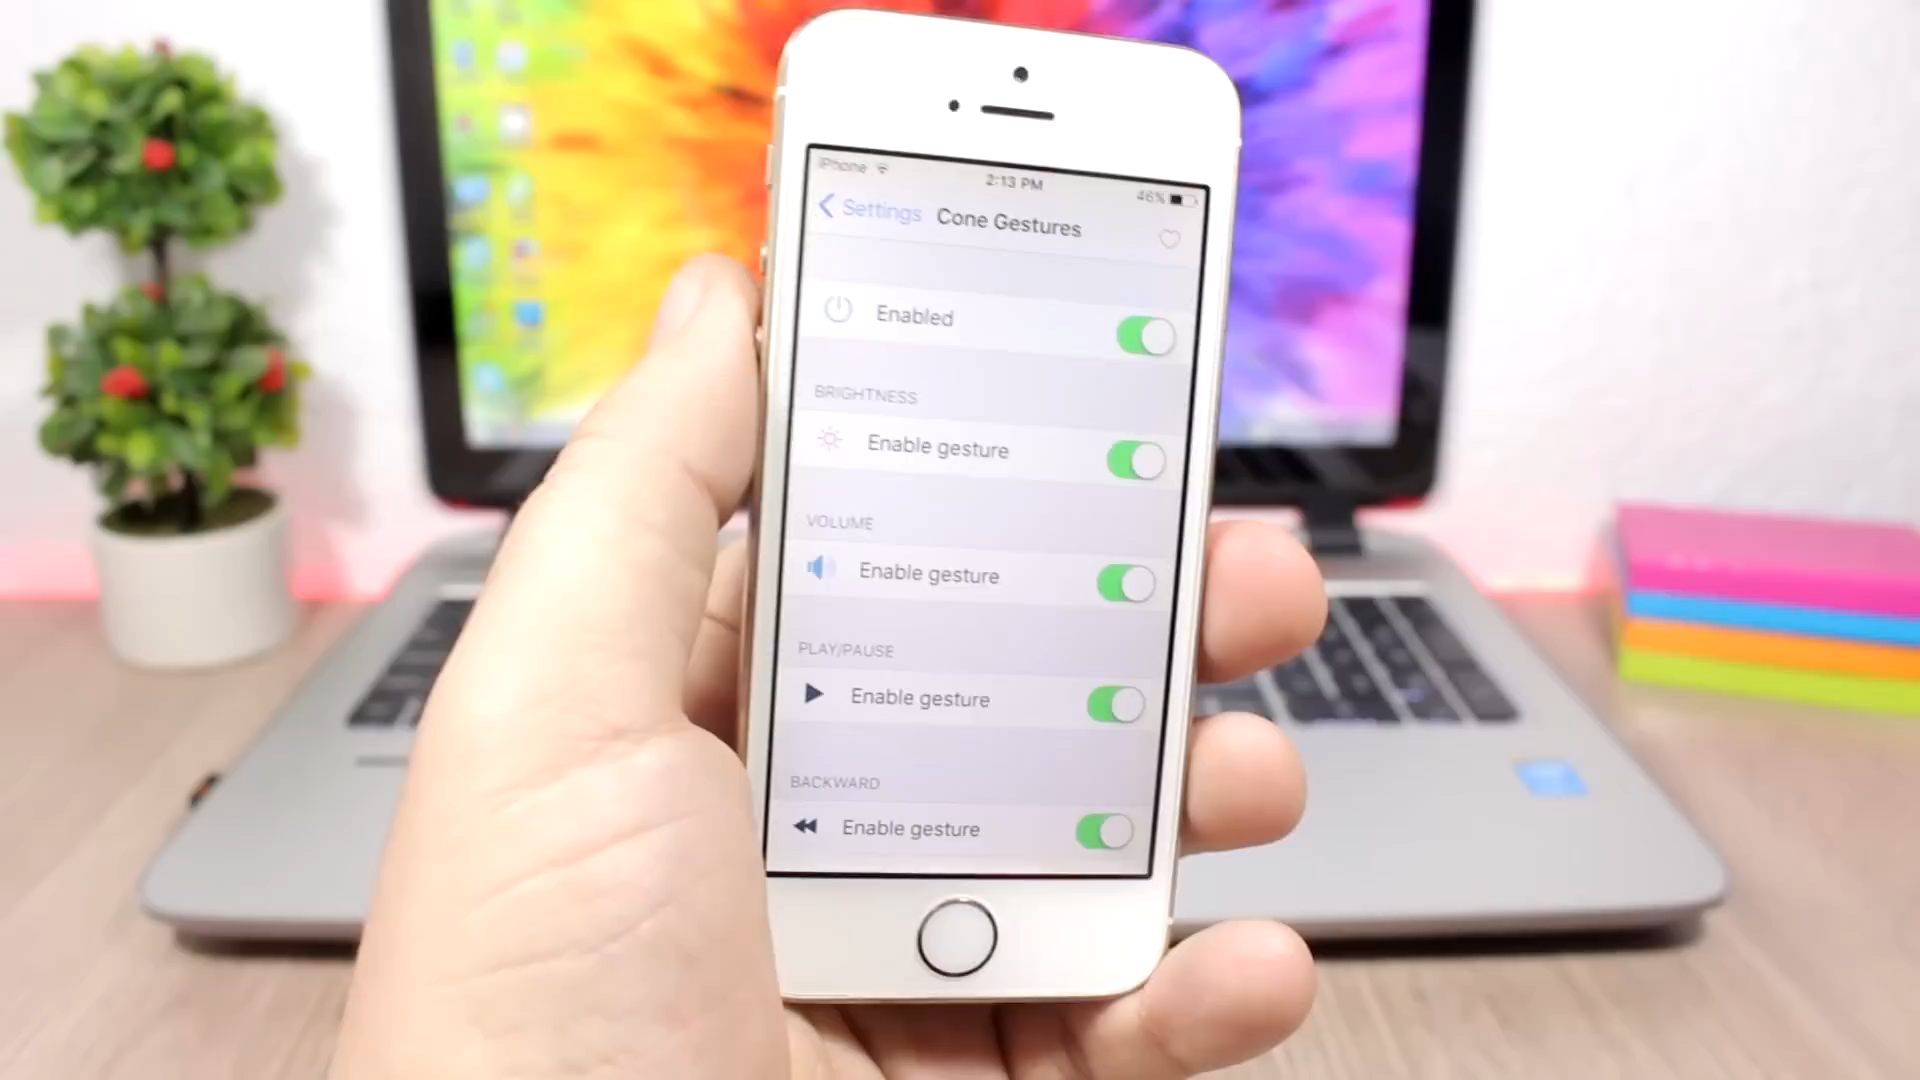 iPhone
2:13 PM
46%
Settings
Cone Gestures
Enabled
BRIGHTNESS
Enable gesture
VOLUME
Enable gesture
PLAY/PAUSE
Enable gesture
BACKWARD
Enable gesture